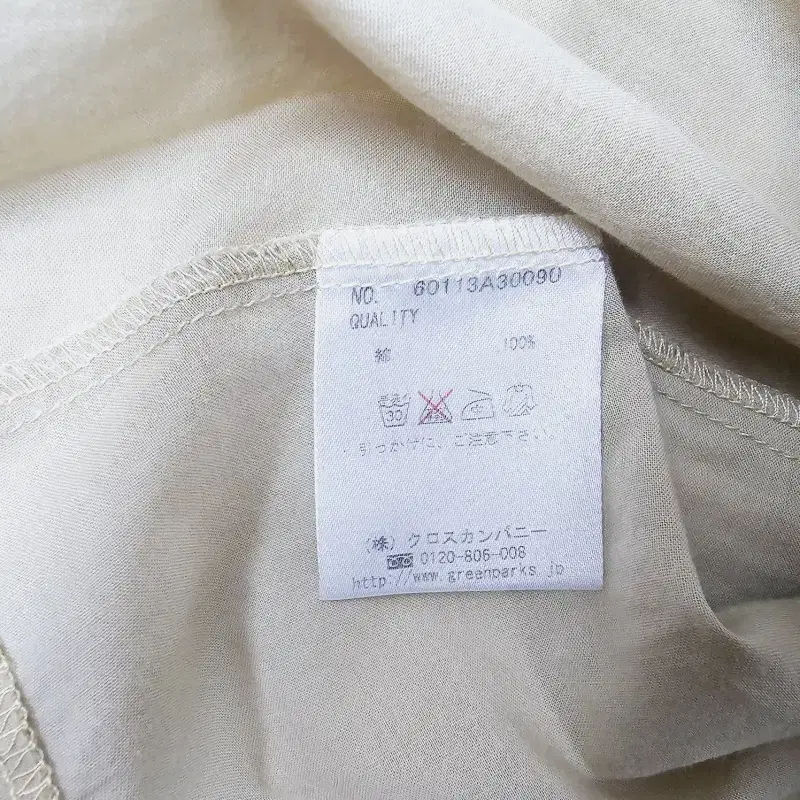 NO. 60113A30090
QUALITY
綿 100%
30
・引っかけに、ご注意下さい。
(株)クロスカンパニー
0120-806-008
http://www.greenparks.jp